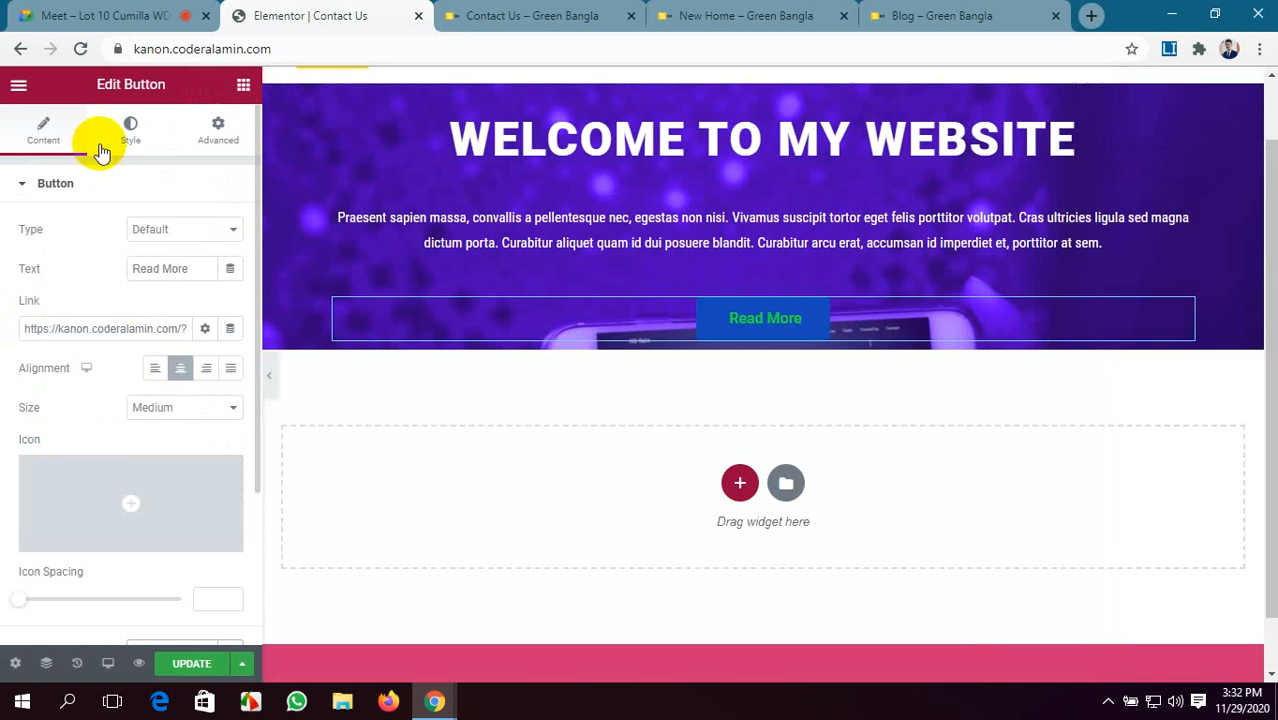 Meet – Lot 10 Cumilla WD
Elementor | Contact Us
Contact Us – Green Bangla
New Home – Green Bangla
Blog – Green Bangla
kanon.coderalamin.com
Edit Button
Content
Style
Advanced
Button
Type
Default
Text
Read More
Link
https://kanon.coderalamin.com/?
Alignment
Size
Medium
Icon
Icon Spacing
UPDATE
WELCOME TO MY WEBSITE
Praesent sapien massa, convallis a pellentesque nec, egestas non nisi. Vivamus suscipit tortor eget felis porttitor volutpat. Cras ultricies ligula sed magna
dictum porta. Curabitur aliquet quam id dui posuere blandit. Curabitur arcu erat, accumsan id imperdiet et, porttitor at sem.
Read More
Drag widget here
3:32 PM
11/29/2020